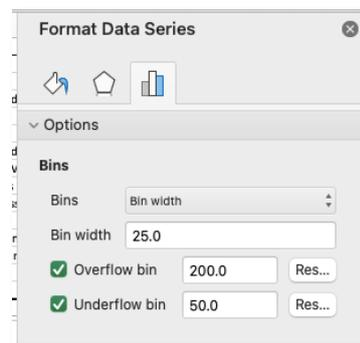 Format Data Series
Options
Bins
Bins Bin width
Bin width 25.0
Overflow bin 200.0 Res...
Underflow bin 50.0 Res...